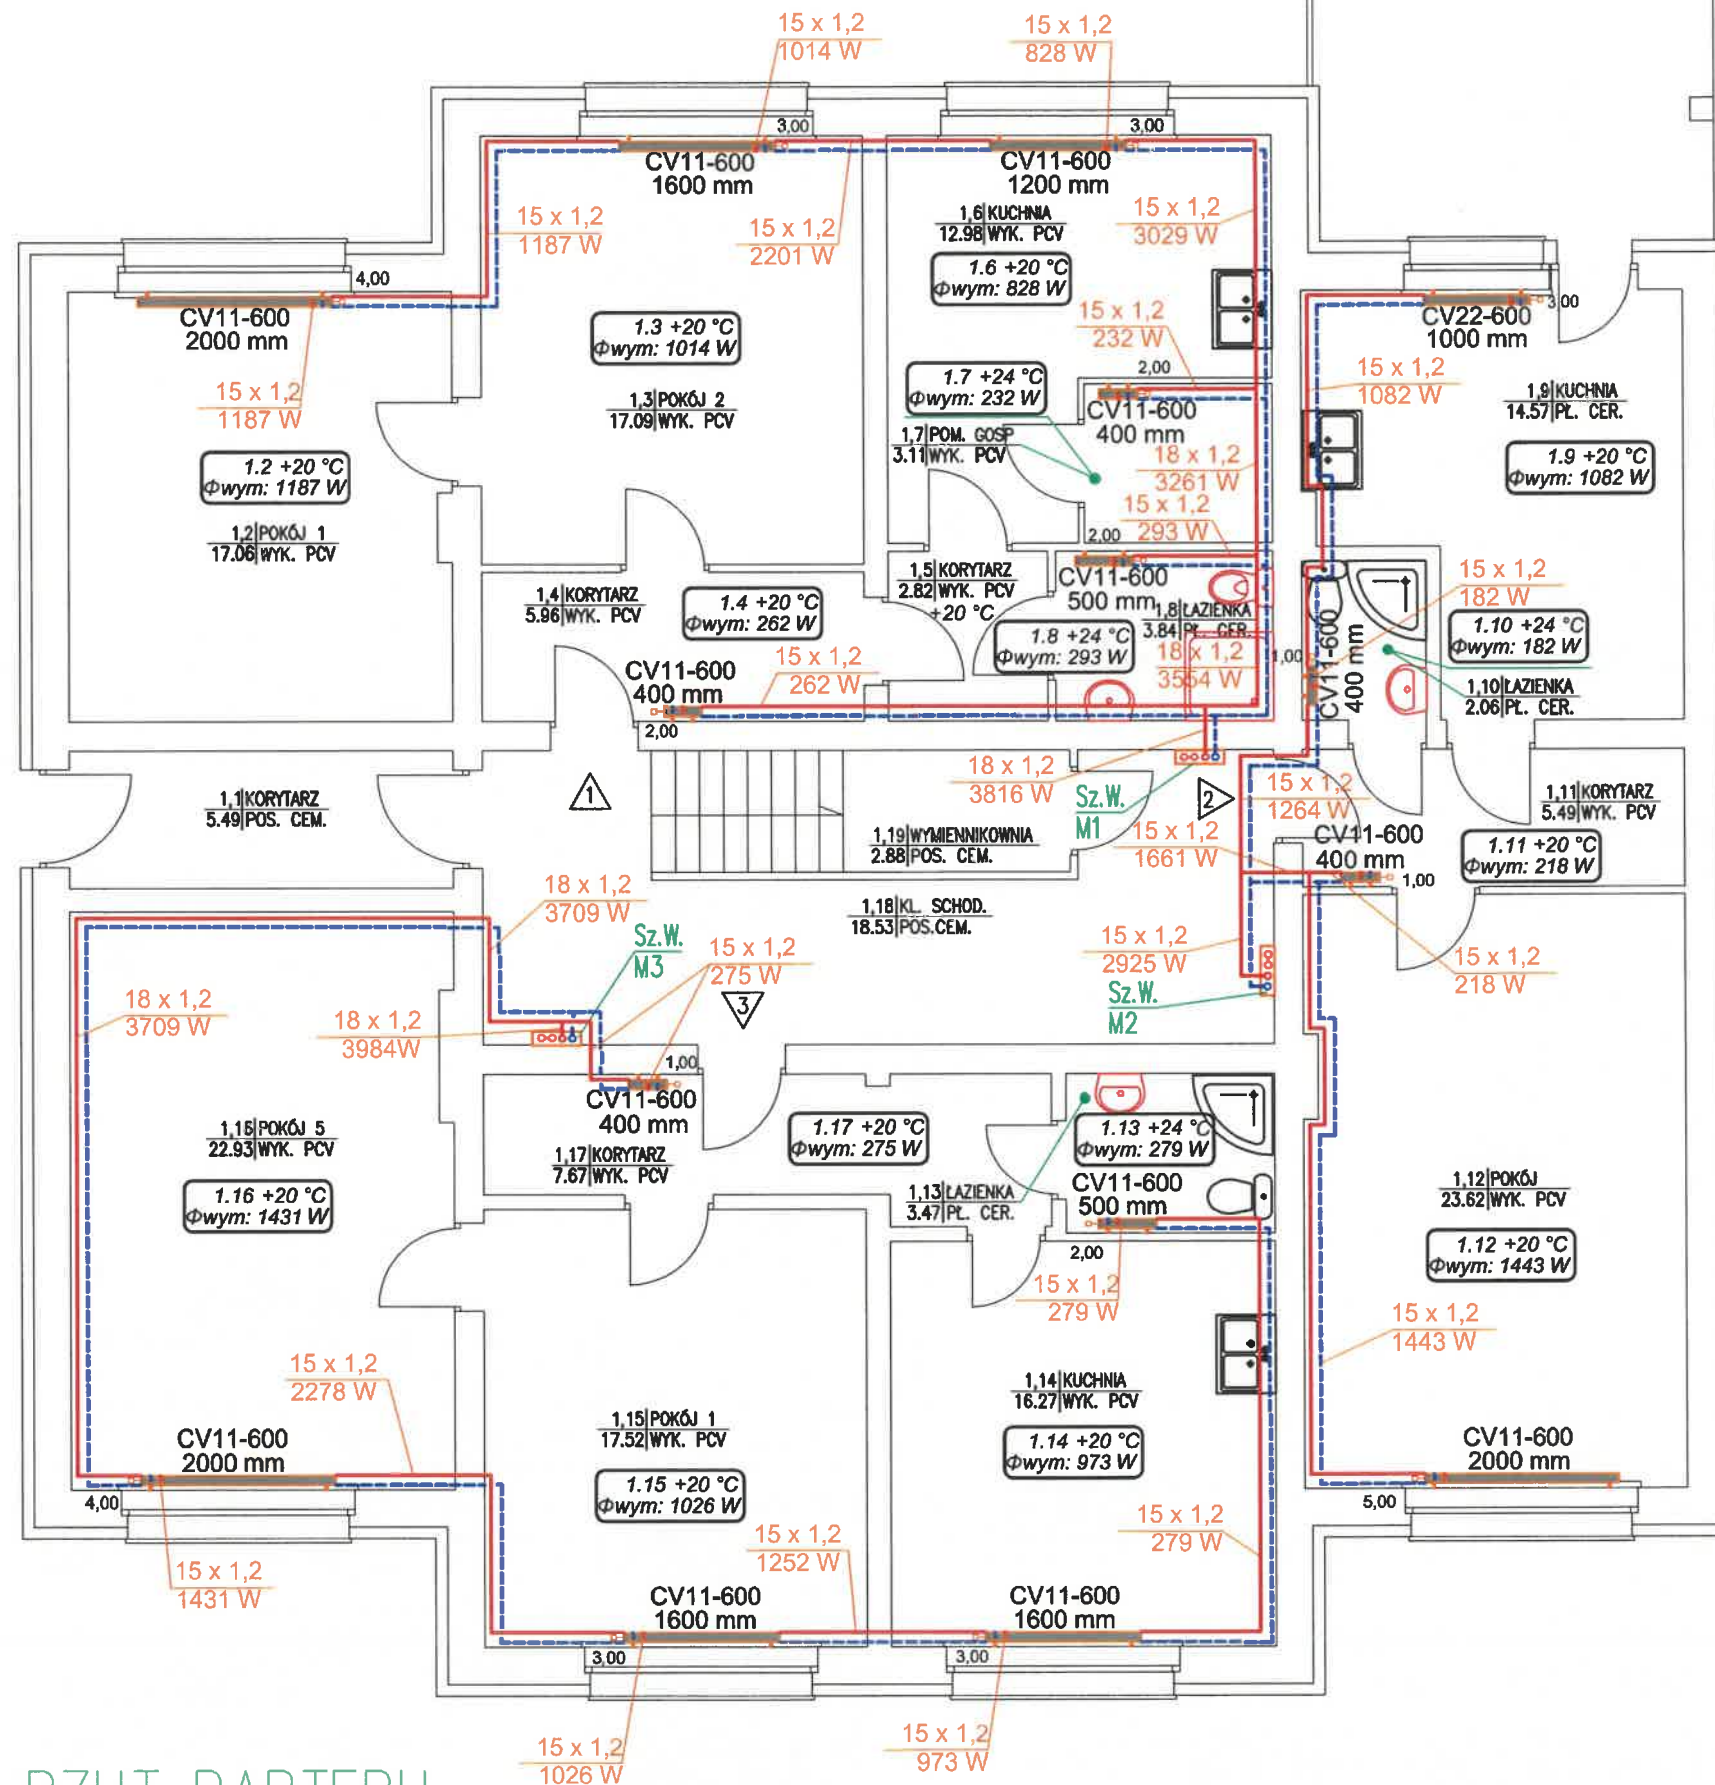 15 x 1,2
1014 W
15 x 1,2
828 W
3,00
3,00
CV11-600
1600 mm
CV11-600
1200 mm
15 x 1,2
1187 W
15 x 1,2
2201 W
1,6 KUCHNIA
12.98 WYK. PCV
15 x 1,2
3029 W
1.6 +20 °C
Φwym: 828 W
4,00
CV11-600
2000 mm
3,00
CV22-600
1000 mm
1.3 +20 °C
Φwym: 1014 W
15 x 1,2
232 W
15 x 1,2
1187 W
1,3 POKÓJ 2
17.09 WYK. PCV
1.7 +24 °C
Φwym: 232 W
2,00
CV11-600
400 mm
15 x 1,2
1082 W
1,9 KUCHNIA
14.57 PŁ. CER.
1,7 POM. GOSP
3.11 WYK. PCV
1.2 +20 °C
Φwym: 1187 W
18 x 1,2
3261 W
1.9 +20 °C
Φwym: 1082 W
1,2 POKÓJ 1
17.06 WYK. PCV
15 x 1,2
293 W
2,00
1,4 KORYTARZ
5.96 WYK. PCV
1.4 +20 °C
Φwym: 262 W
1,5 KORYTARZ
2.82 WYK. PCV
+20 °C
CV11-600
500 mm
1,8 ŁAZIENKA
3.84 PŁ. CER.
15 x 1,2
182 W
1.8 +24 °C
Φwym: 293 W
1.10 +24 °C
Φwym: 182 W
CV11-600
400 mm
15 x 1,2
262 W
18 x 1,2
3554 W
1,00
CV11-600
400 mm
1,10 ŁAZIENKA
2.06 PŁ. CER.
2,00
18 x 1,2
3816 W
Sz.W.
M1
1
2
15 x 1,2
1264 W
1,1 KORYTARZ
5.49 POS. CEM.
1,11 KORYTARZ
5.49 WYK. PCV
1,19 WYMIENNIKOWNIA
2.88 POS. CEM.
15 x 1,2
1661 W
CV11-600
400 mm
1.11 +20 °C
Φwym: 218 W
1,00
18 x 1,2
3709 W
1,18 KL. SCHOD.
18.53 POS.CEM.
Sz.W.
M3
15 x 1,2
275 W
15 x 1,2
2925 W
15 x 1,2
218 W
Sz.W.
M2
18 x 1,2
3709 W
18 x 1,2
3984W
3
1,00
CV11-600
400 mm
1,16 POKÓJ 5
22.93 WYK. PCV
1.17 +20 °C
Φwym: 275 W
1.13 +24 °C
Φwym: 279 W
1,17 KORYTARZ
7.67 WYK. PCV
1.16 +20 °C
Φwym: 1431 W
1,13 ŁAZIENKA
3.47 PŁ. CER.
CV11-600
500 mm
1,12 POKÓJ
23.62 WYK. PCV
2,00
1.12 +20 °C
Φwym: 1443 W
15 x 1,2
279 W
15 x 1,2
1443 W
15 x 1,2
2278 W
1,14 KUCHNIA
16.27 WYK. PCV
1,15 POKÓJ 1
17.52 WYK. PCV
1.14 +20 °C
Φwym: 973 W
CV11-600
2000 mm
CV11-600
2000 mm
1.15 +20 °C
Φwym: 1026 W
4,00
5,00
15 x 1,2
279 W
15 x 1,2
1252 W
15 x 1,2
1431 W
CV11-600
1600 mm
CV11-600
1600 mm
3,00
3,00
15 x 1,2
1026 W
15 x 1,2
973 W
RZUT PARTERU